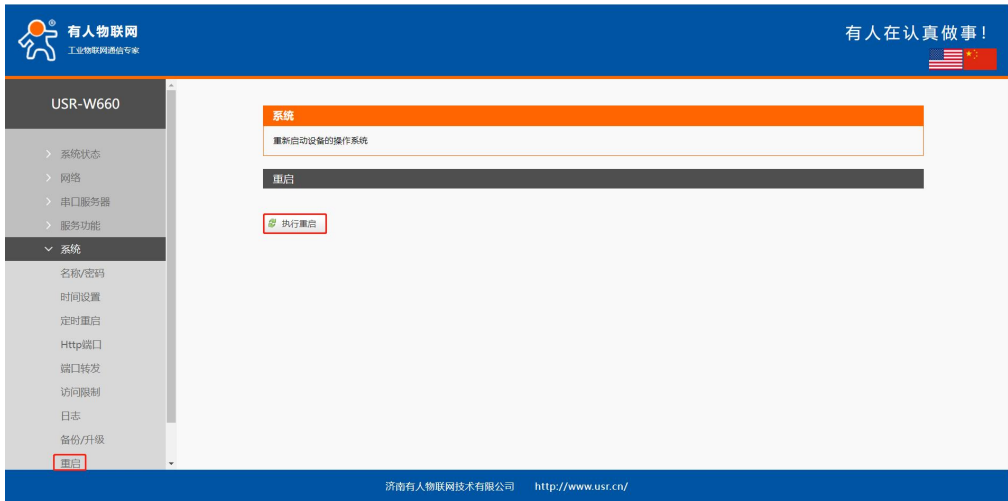 有人物联网
工业物联网通信专家
有人在认真做事!
USR-W660
系统状态
网络
串口服务器
服务功能
系统
名称/密码
时间设置
定时重启
Http端口
端口转发
访问限制
日志
备份/升级
重启
系统
重新启动设备的操作系统
重启
执行重启
济南有人物联网技术有限公司 http://www.usr.cn/